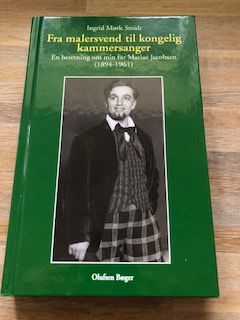 Ingrid Mørk Smidt
Fra malersvend til kongelig
kammersanger
En beretning om min far Marius Jacobsen
(1894-1961)
Olufsen Bøger